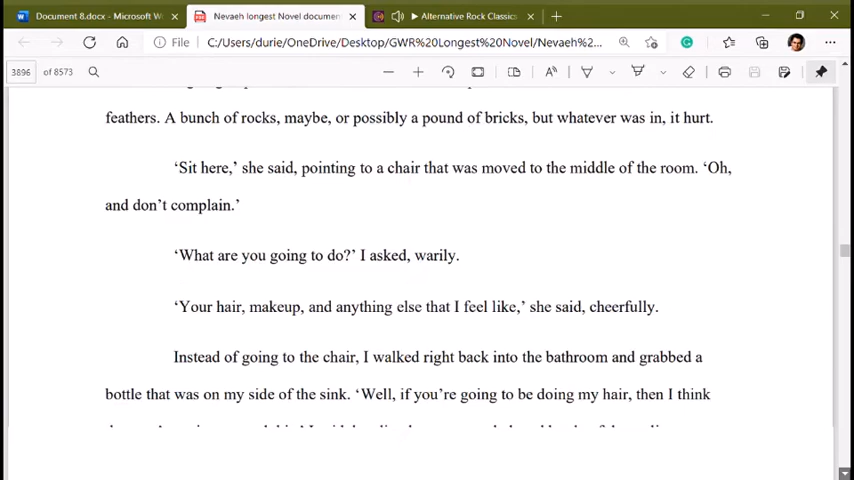 Document 8.docx - Microsoft W
Nevaeh longest Novel documen
Alternative Rock Classics
File
C:/Users/durie/OneDrive/Desktop/GWR%20Longest%20Novel/Nevaeh%2...
3896 of 8573
feathers. A bunch of rocks, maybe, or possibly a pound of bricks, but whatever was in, it hurt.
‘Sit here,’ she said, pointing to a chair that was moved to the middle of the room. ‘Oh,
and don’t complain.’
‘What are you going to do?’ I asked, warily.
‘Your hair, makeup, and anything else that I feel like,’ she said, cheerfully.
Instead of going to the chair, I walked right back into the bathroom and grabbed a
bottle that was on my side of the sink. ‘Well, if you’re going to be doing my hair, then I think